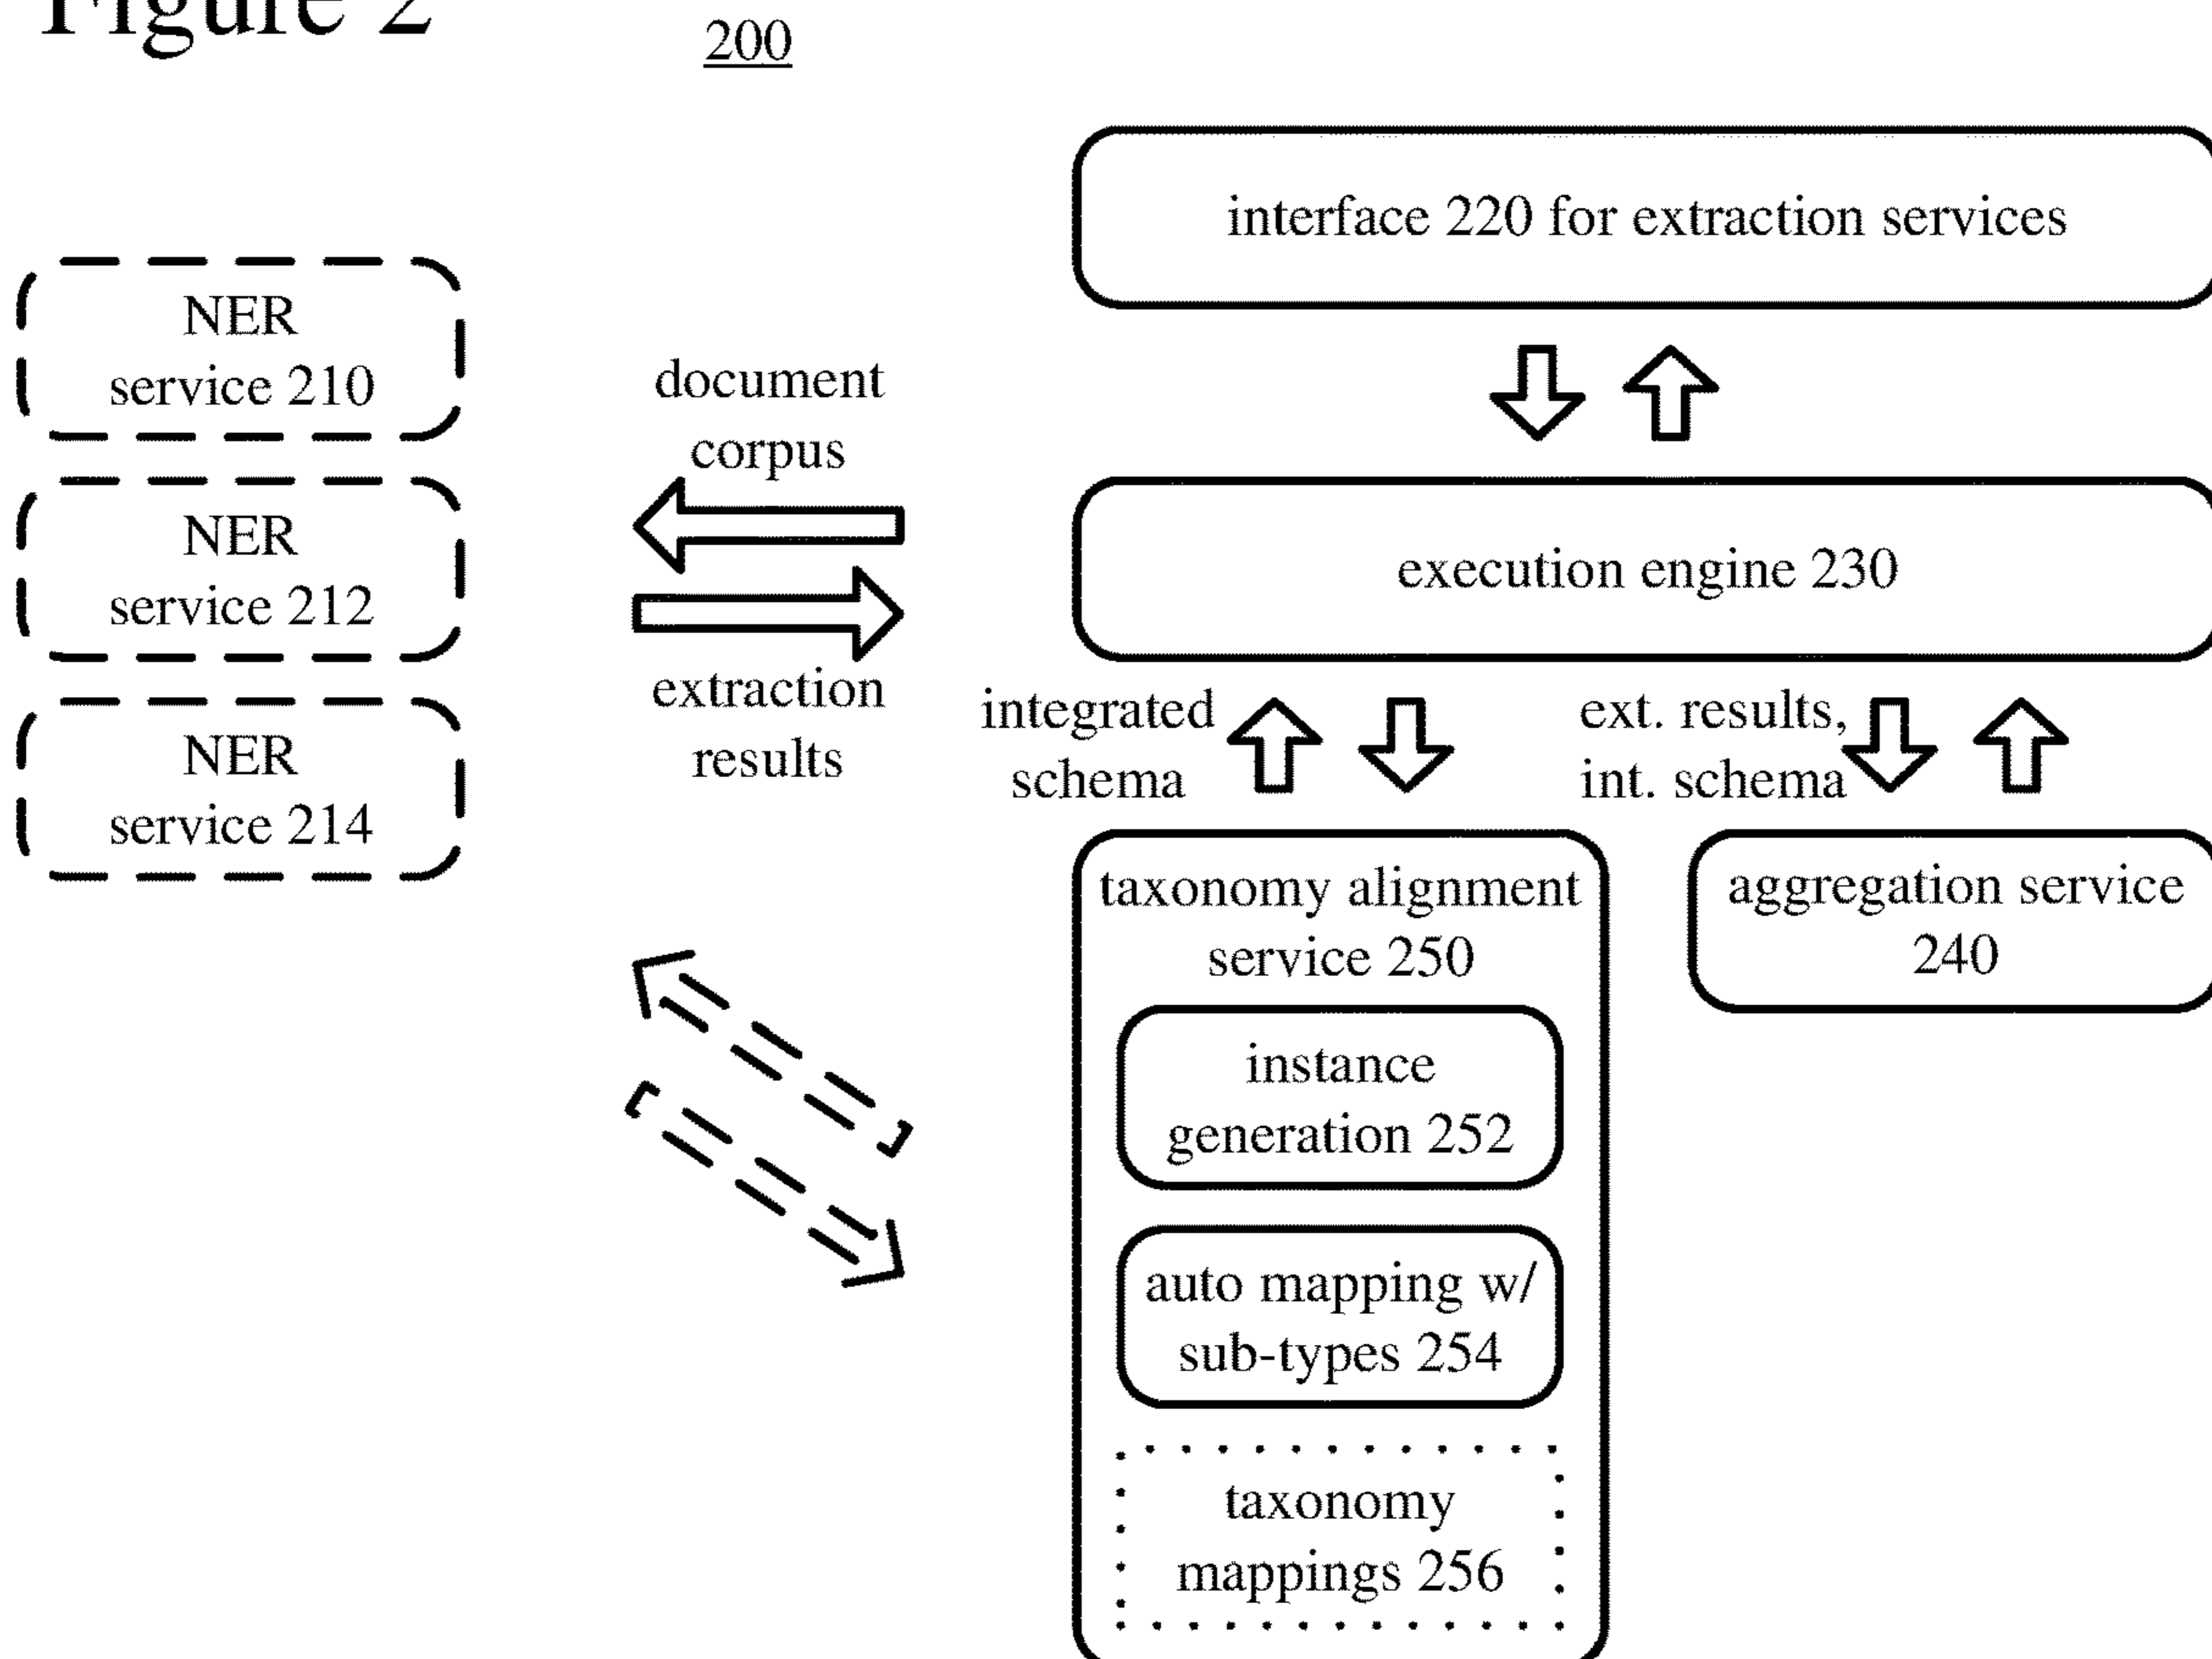 Figure 2
200
interface 220 for extraction services
NER
service 210
document
corpus
NER
service 212
execution engine 230
extraction
results
integrated
schema
ext. results,
int. schema
NER
service 214
taxonomy alignment
service 250
aggregation service
240
instance
generation 252
auto mapping w/
sub-types 254
taxonomy
mappings 256